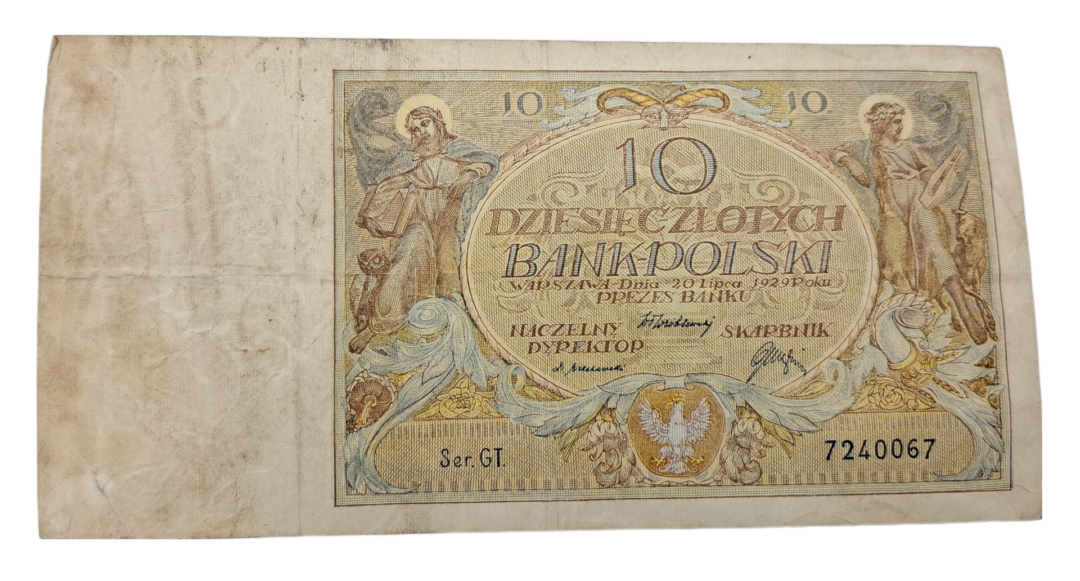 10 10
10
DZIESIĘĆ ZŁOTYCH
BANK POLSKI
WARSZAWA-Dnia 20 Lipca 1929 Roku
PREZES BANKU
NACZELNY SKARBNIK
DYREKTOR
Ser. GT. 7240067